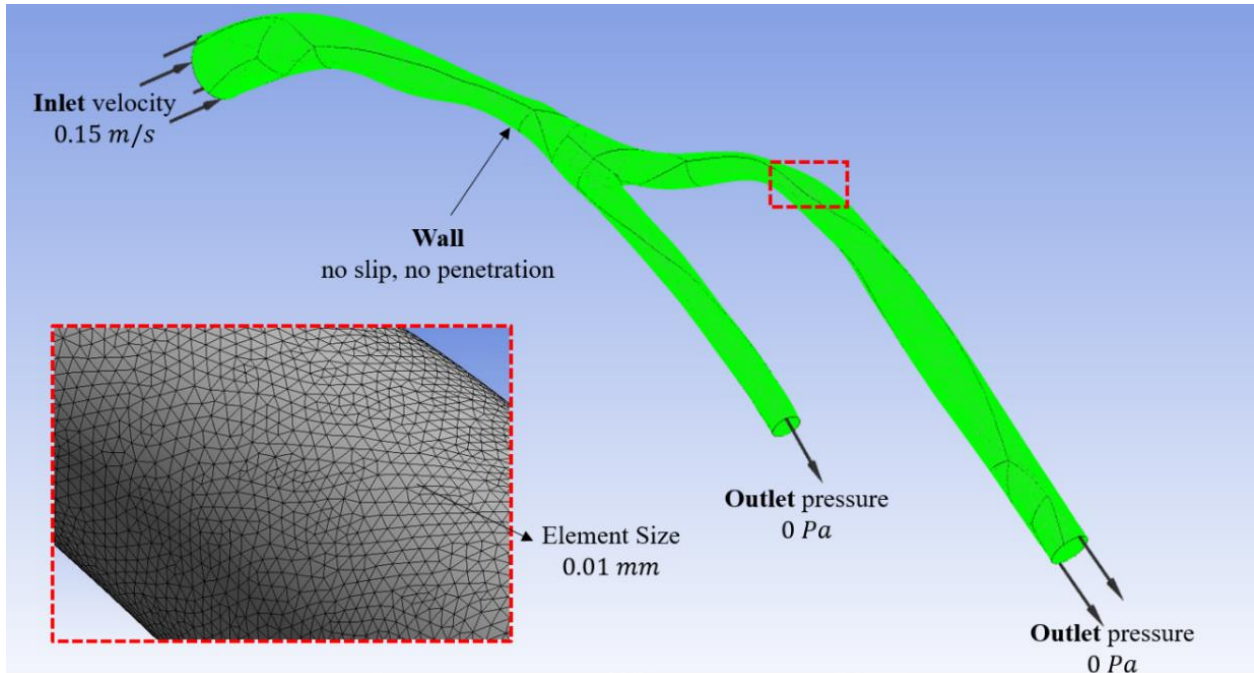 Inlet velocity
0.15 m/s
Wall
no slip, no penetration
Outlet pressure
0 Pa
Element Size
0.01 mm
Outlet pressure
0 Pa